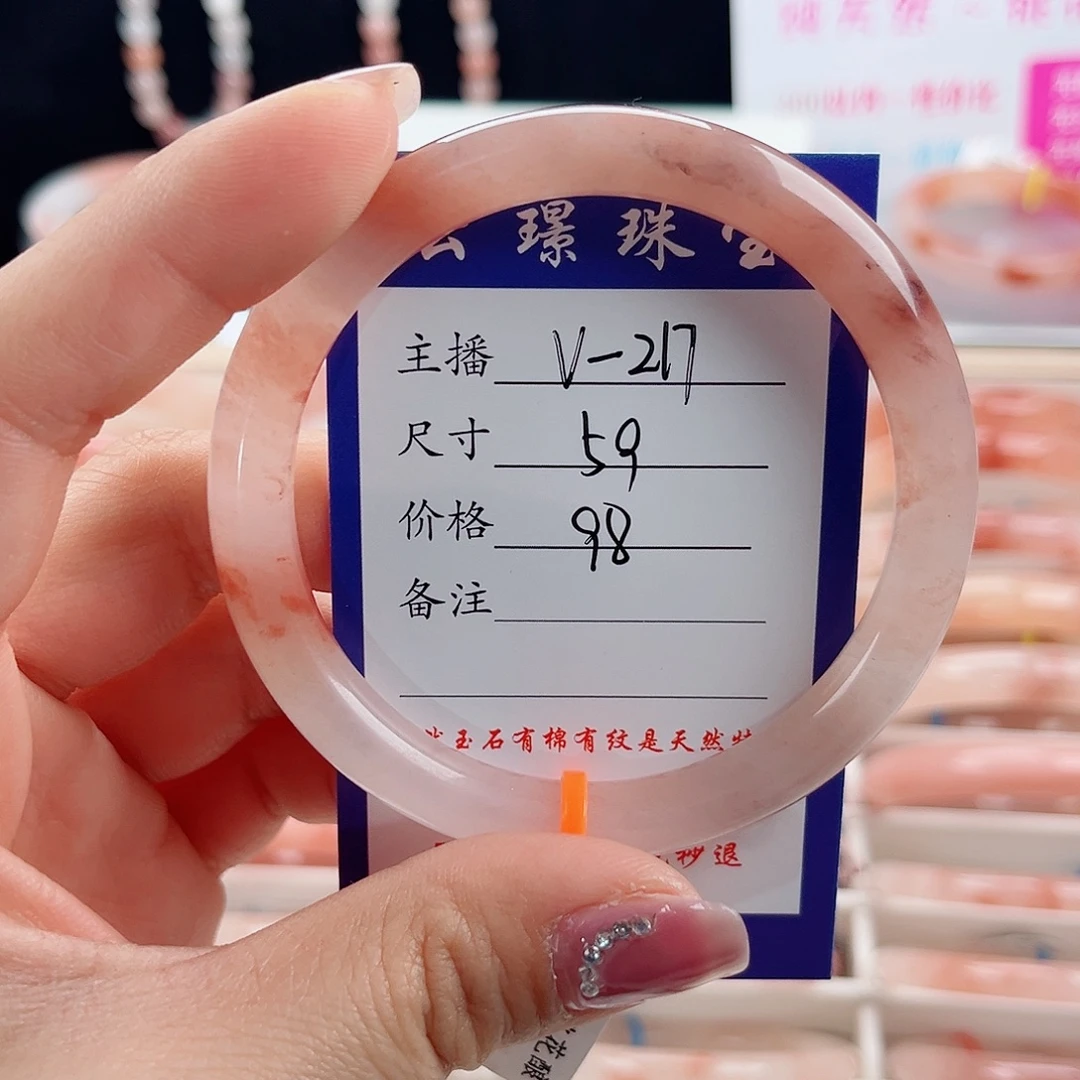 璟珠
主播 V-217
尺寸 59
价格 98
备注
玉石有棉有纹是天然
秒退